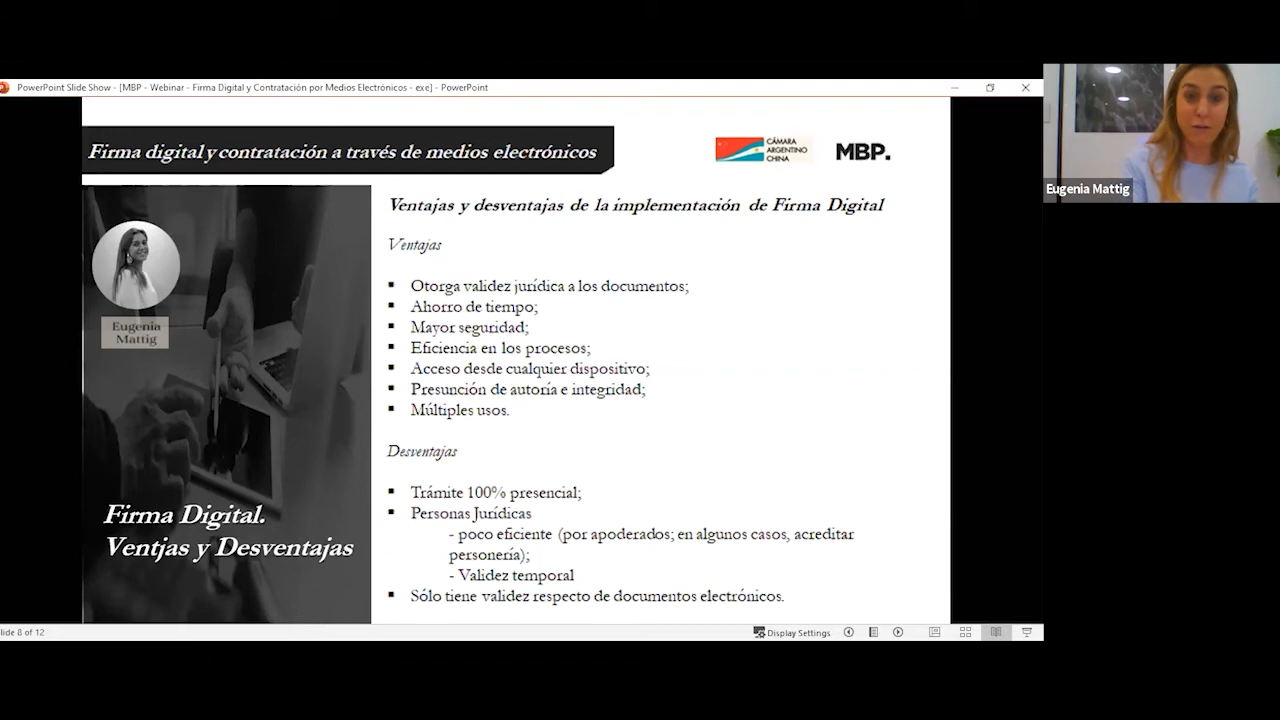 PowerPoint Slide Show - [MBP - Webinar - Firma Digital y Contratación por Medios Electrónicos - exe] - PowerPoint
Firma digital y contratación a través de medios electrónicos
CÁMARA
ARGENTINO
CHINA
MBP.
Eugenia Mattig
Eugenia
Mattig
Firma Digital.
Ventjas y Desventajas
Ventajas y desventajas de la implementación de Firma Digital
Ventajas
▪ Otorga validez jurídica a los documentos;
▪ Ahorro de tiempo;
▪ Mayor seguridad;
▪ Eficiencia en los procesos;
▪ Acceso desde cualquier dispositivo;
▪ Presunción de autoría e integridad;
▪ Múltiples usos.
Desventajas
▪ Trámite 100% presencial;
▪ Personas Jurídicas
- poco eficiente (por apoderados; en algunos casos, acreditar
personería);
- Validez temporal
▪ Sólo tiene validez respecto de documentos electrónicos.
lide 8 of 12
Display Settings